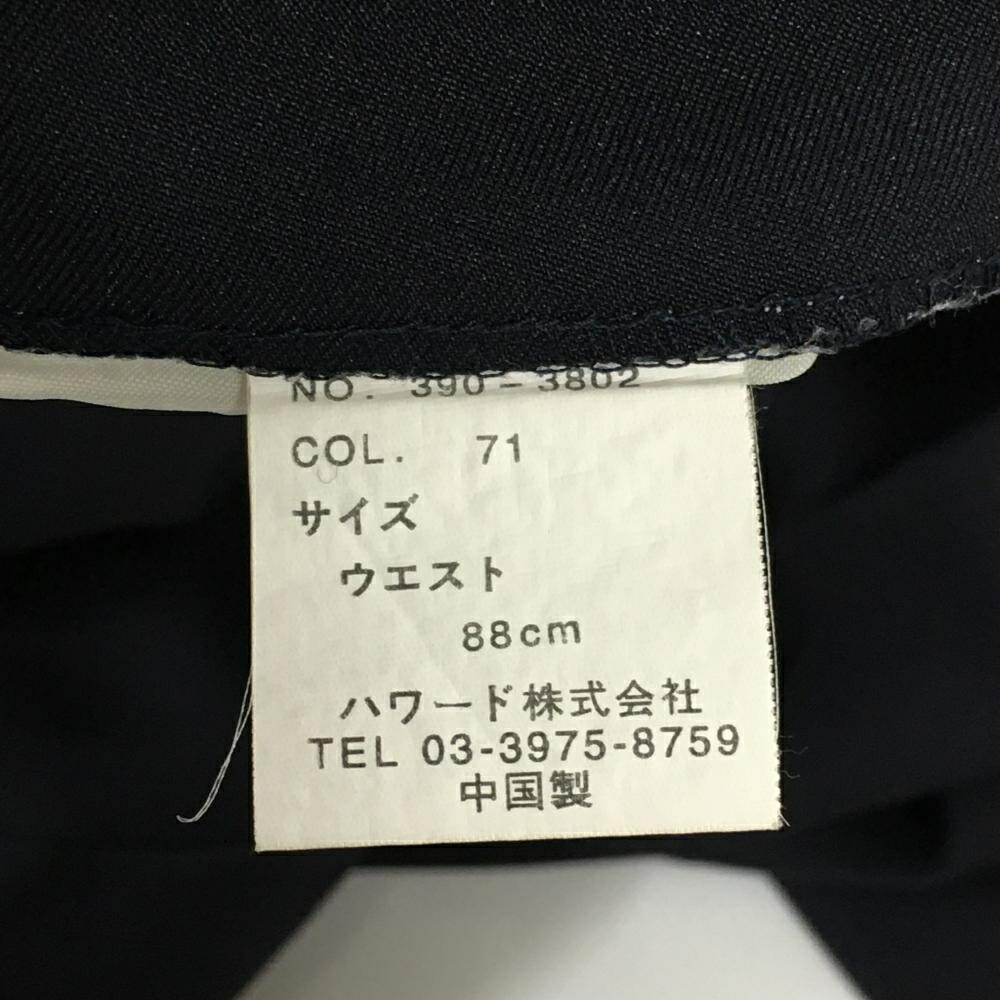 NO. 390-3802
COL. 71
サイズ
ウエスト
88cm
ハワード株式会社
TEL 03-3975-8759
中国製